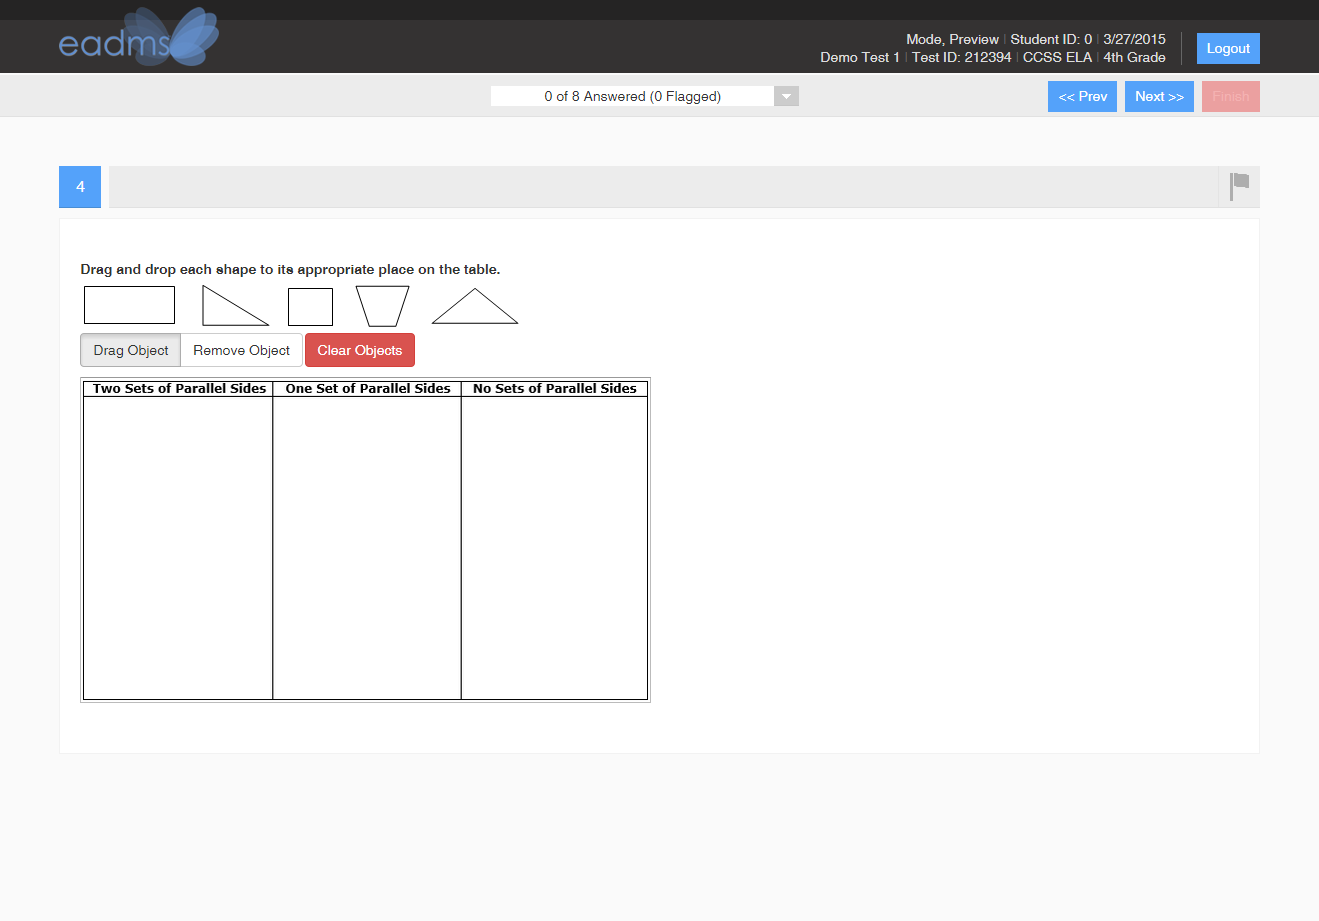 eadms
Mode, Preview | Student ID: 0 | 3/27/2015
Demo Test 1 | Test ID: 212394 | CCSS ELA | 4th Grade
Logout
0 of 8 Answered (0 Flagged)
<< Prev
Next >>
Finish
4
Drag and drop each shape to its appropriate place on the table.
Drag Object
Remove Object
Clear Objects
Two Sets of Parallel Sides
One Set of Parallel Sides
No Sets of Parallel Sides